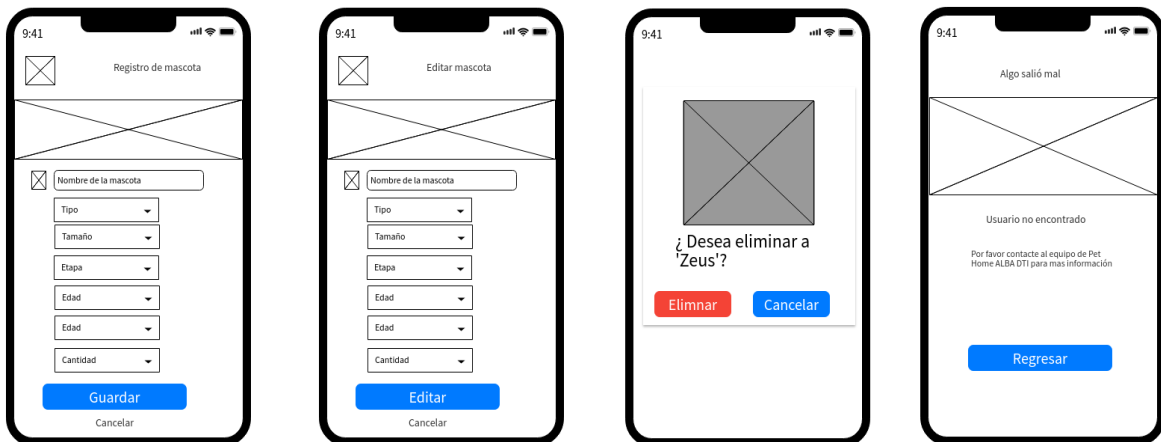 9:41
Registro de mascota
Nombre de la mascota
Tipo
Tamaño
Etapa
Edad
Edad
Cantidad
Guardar
Cancelar
9:41
Editar mascota
Nombre de la mascota
Tipo
Tamaño
Etapa
Edad
Edad
Cantidad
Editar
Cancelar
9:41
¿ Desea eliminar a
'Zeus'?
Elimnar Cancelar
9:41
Algo salió mal
Usuario no encontrado
Por favor contacte al equipo de Pet
Home ALBA DTI para mas información
Regresar